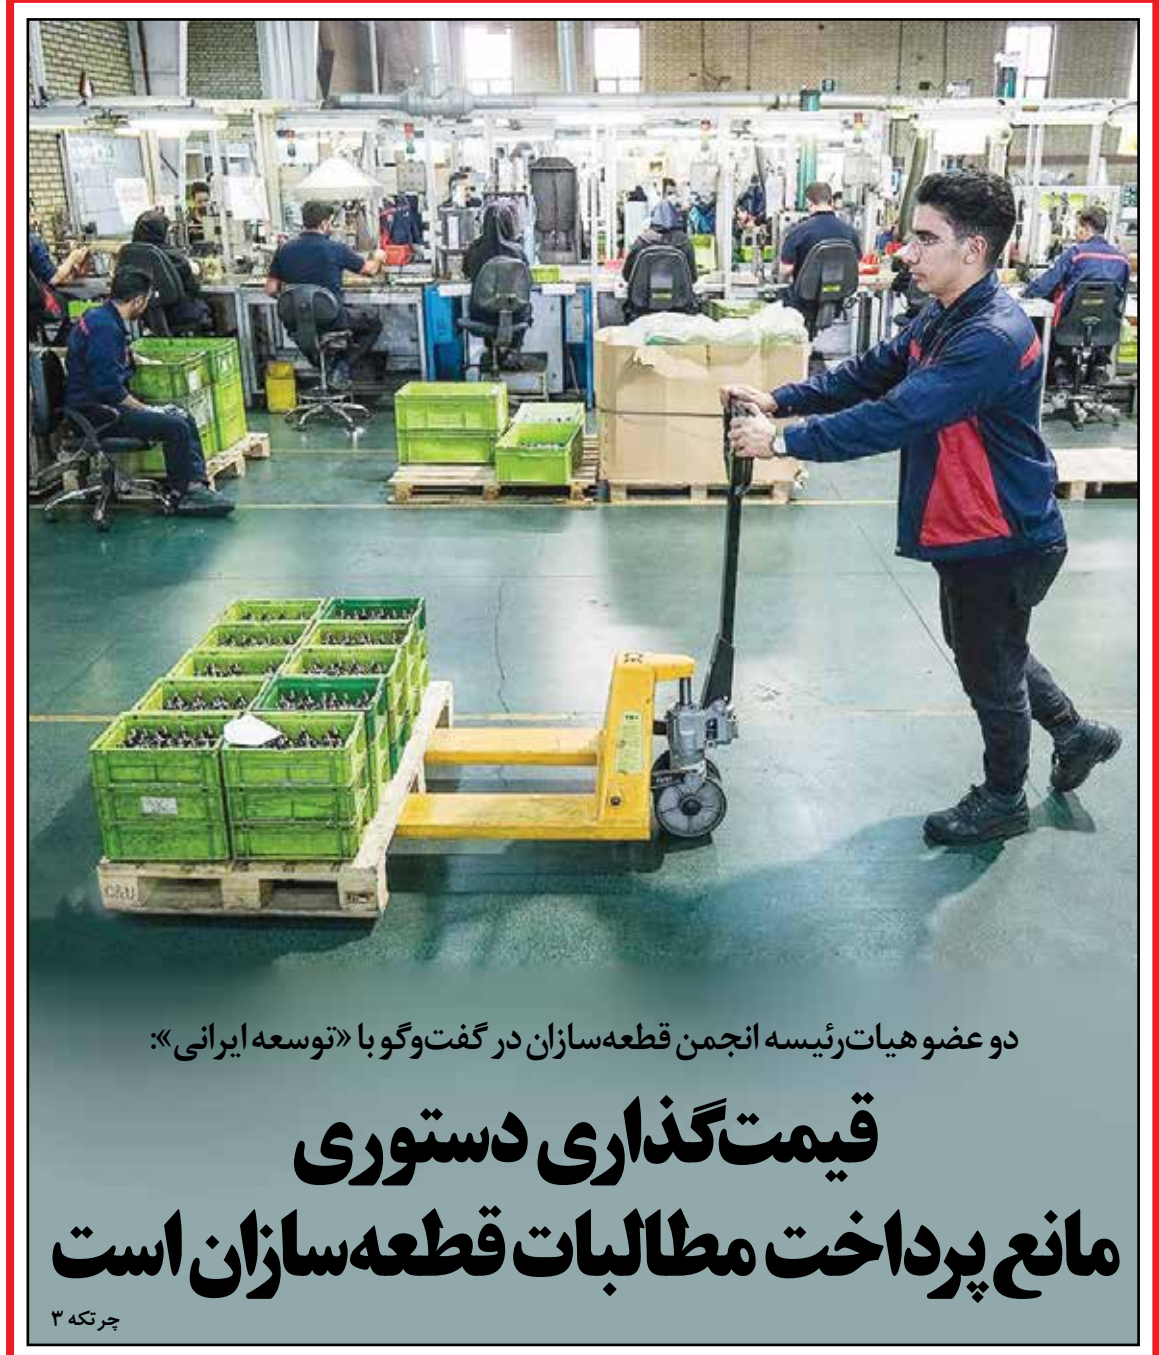 دو عضو هیات‌رئیسه انجمن قطعه‌سازان در گفت‌وگو با «توسعه ایرانی»:
قیمت‌گذاری دستوری
مانع پرداخت مطالبات قطعه‌سازان است
چرتکه ۳
C&U